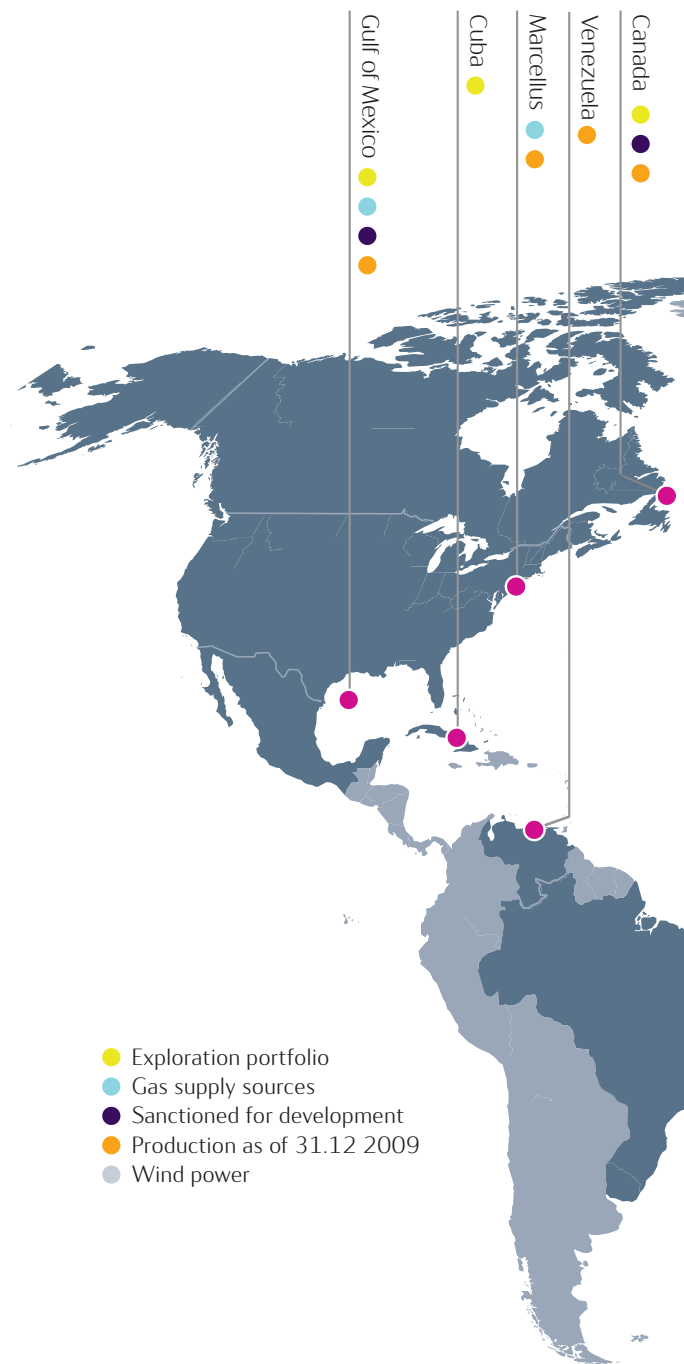 Gulf of Mexico
Cuba
Marcellus
Venezuela
Canada
Exploration portfolio
Gas supply sources
Sanctioned for development
Production as of 31.12 2009
Wind power